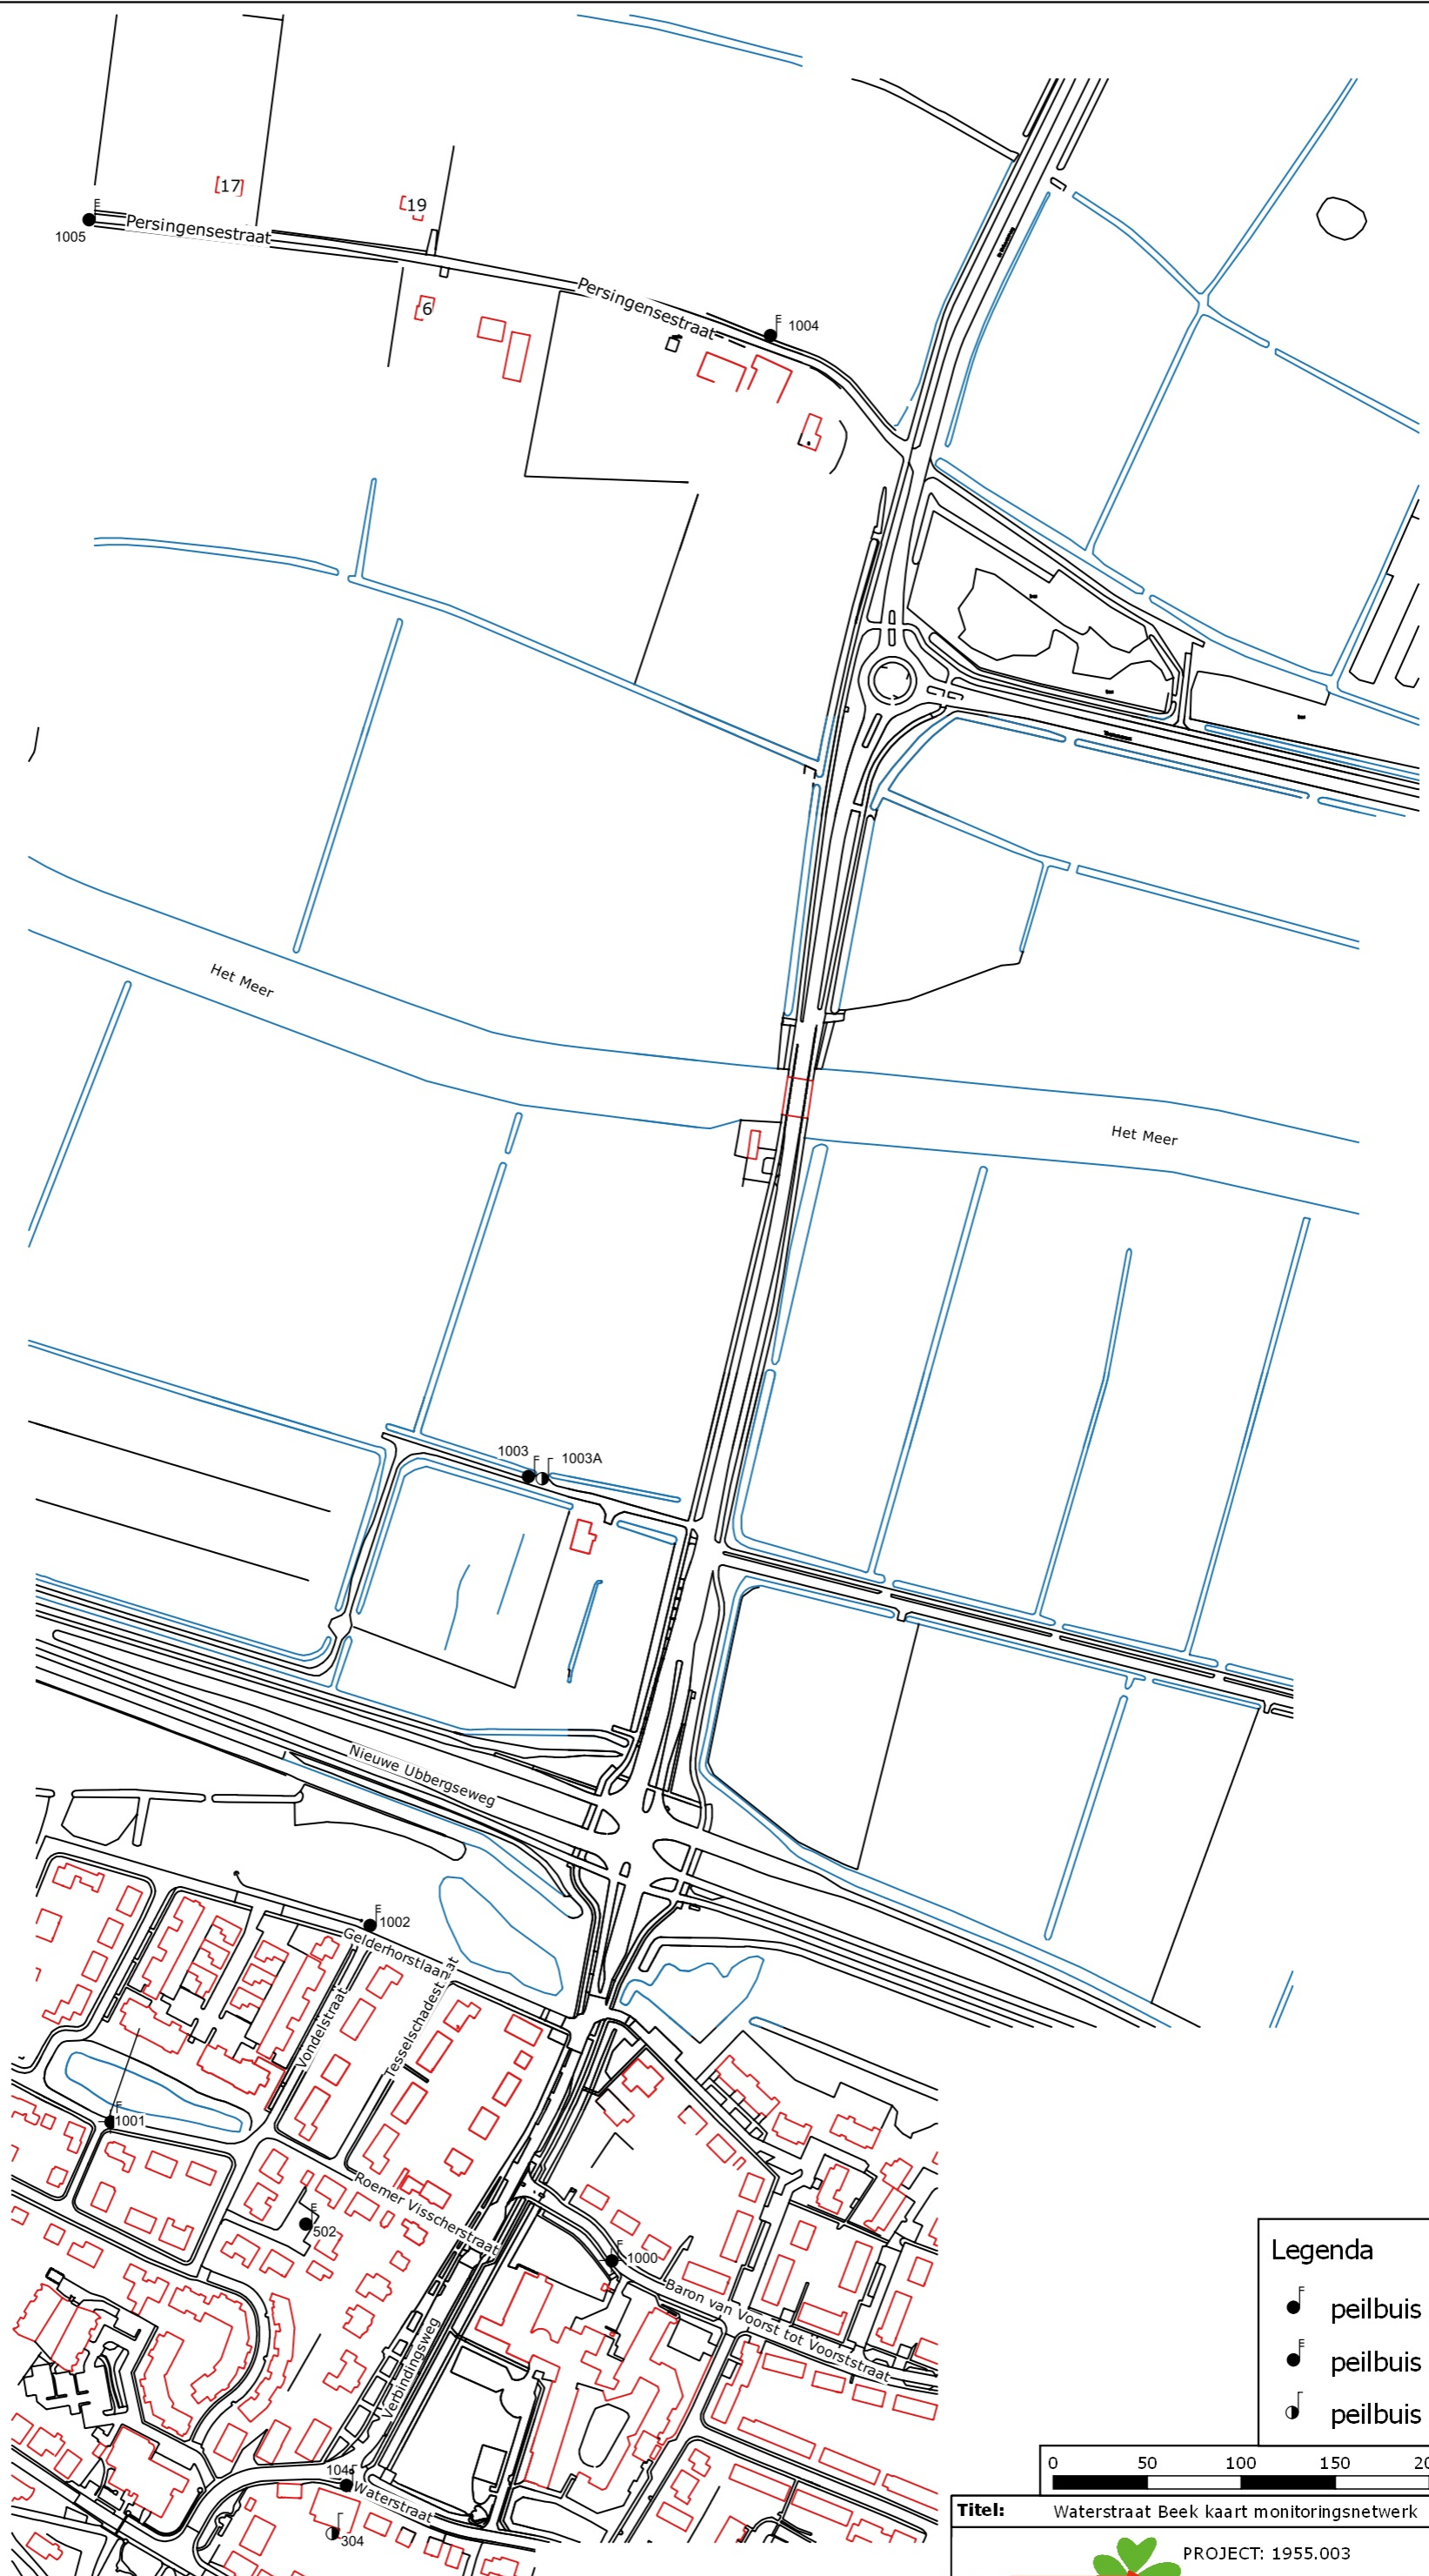 17
19
E
1005
Persingensestraat
6
Persingensestraat
E
1004
Het Meer
Het Meer
1003
F
1003A
Nieuwe Ubbergseweg
E
1002
Gelderhorstlaan
Vondelstraat
Tesselschadestraat
F
1001
Roemer Visscherstraat
E
502
F
1000
Baron van Voorst tot Voorststraat
Verbindingsweg
104
F
Waterstraat
304
Legenda
F
peilbuis
E
peilbuis
peilbuis
0 50 100 150 20
Titel: Waterstraat Beek kaart monitoringsnetwerk
PROJECT: 1955.003